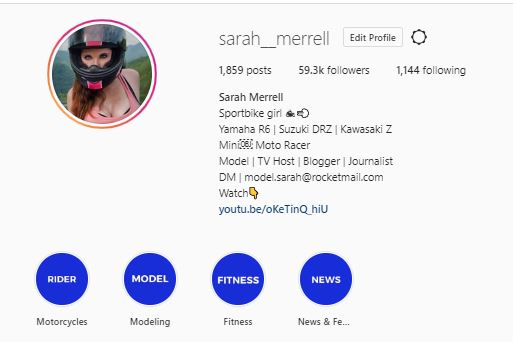 sarah__merrell Edit Profile
1,859 posts 59.3k followers 1,144 following
Sarah Merrell
Sportbike girl 🏍💨
Yamaha R6 | Suzuki DRZ | Kawasaki Z
Mini Moto Racer
Model | TV Host | Blogger | Journalist
DM | model.sarah@rocketmail.com
Watch👇
youtu.be/oKeTinQ_hiU
RIDER MODEL FITNESS NEWS
Motorcycles Modeling Fitness News & Fe...